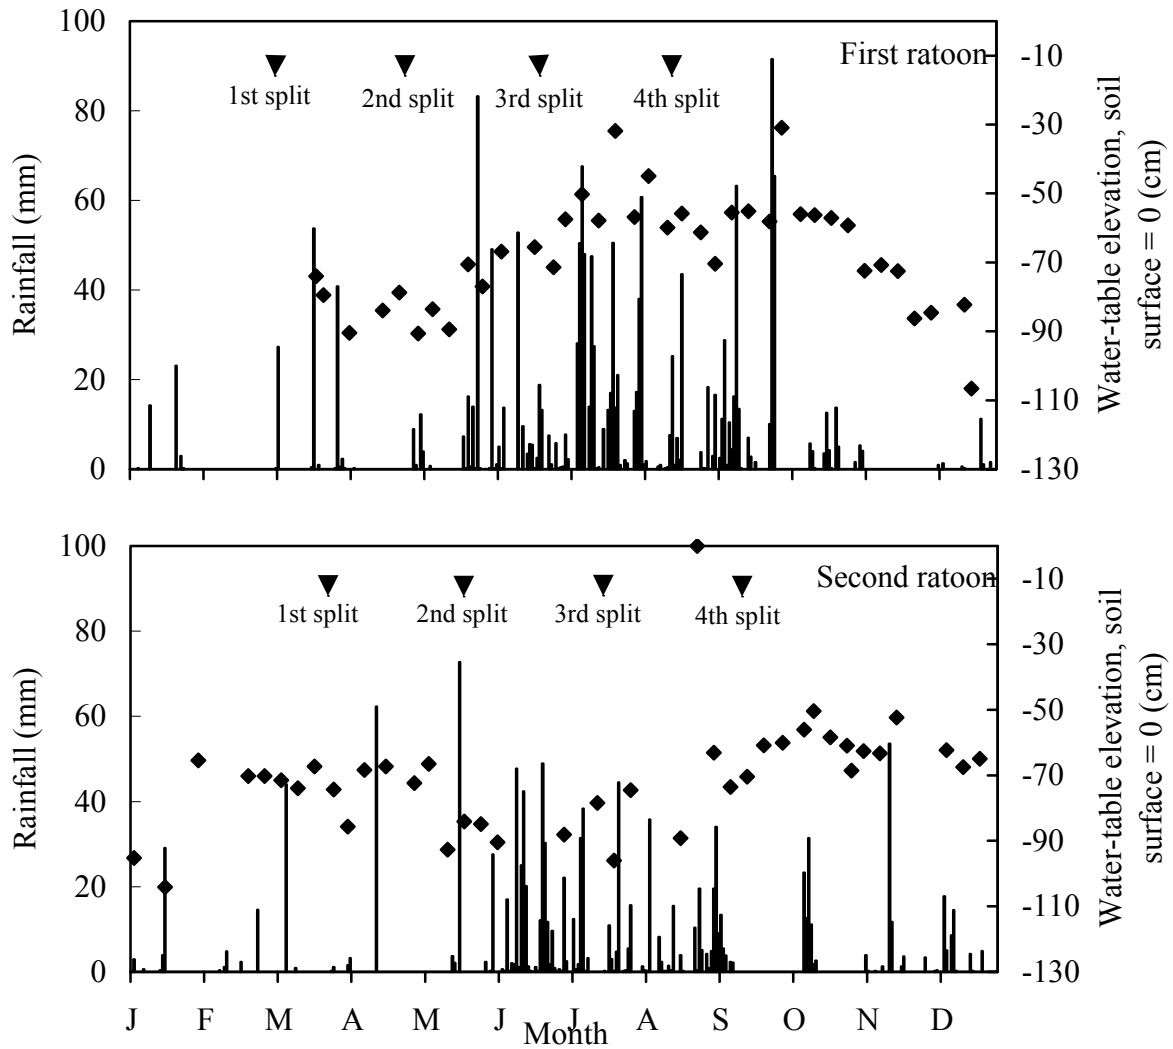 100
80
60
40
20
0
Rainfall (mm)
1st split
2nd split
3rd split
4th split
First ratoon
-10
-30
-50
-70
-90
-110
-130
Water-table elevation, soil
surface = 0 (cm)
100
80
60
40
20
0
Rainfall (mm)
1st split
2nd split
3rd split
4th split
Second ratoon
-10
-30
-50
-70
-90
-110
-130
Water-table elevation, soil
surface = 0 (cm)
J F M A M J J A S O N D
Month